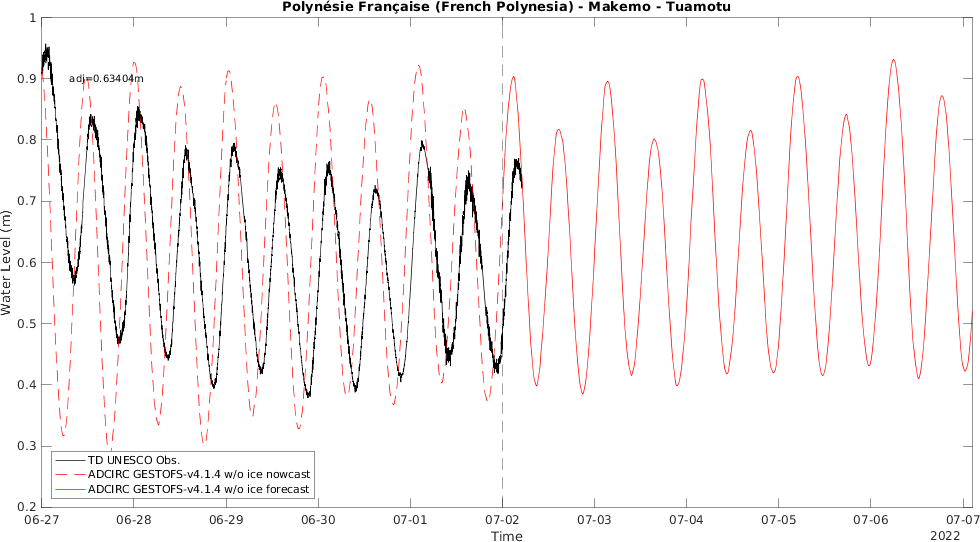 Polynésie Française (French Polynesia) - Makemo - Tuamotu
1
0.9
0.8
0.7
0.6
0.5
0.4
0.3
0.2
Water Level (m)
adj=0.63404m
TD UNESCO Obs.
ADCIRC GESTOFS-v4.1.4 w/o ice nowcast
ADCIRC GESTOFS-v4.1.4 w/o ice forecast
06-27 06-28 06-29 06-30 07-01 07-02 07-03 07-04 07-05 07-06 07-07
Time
2022